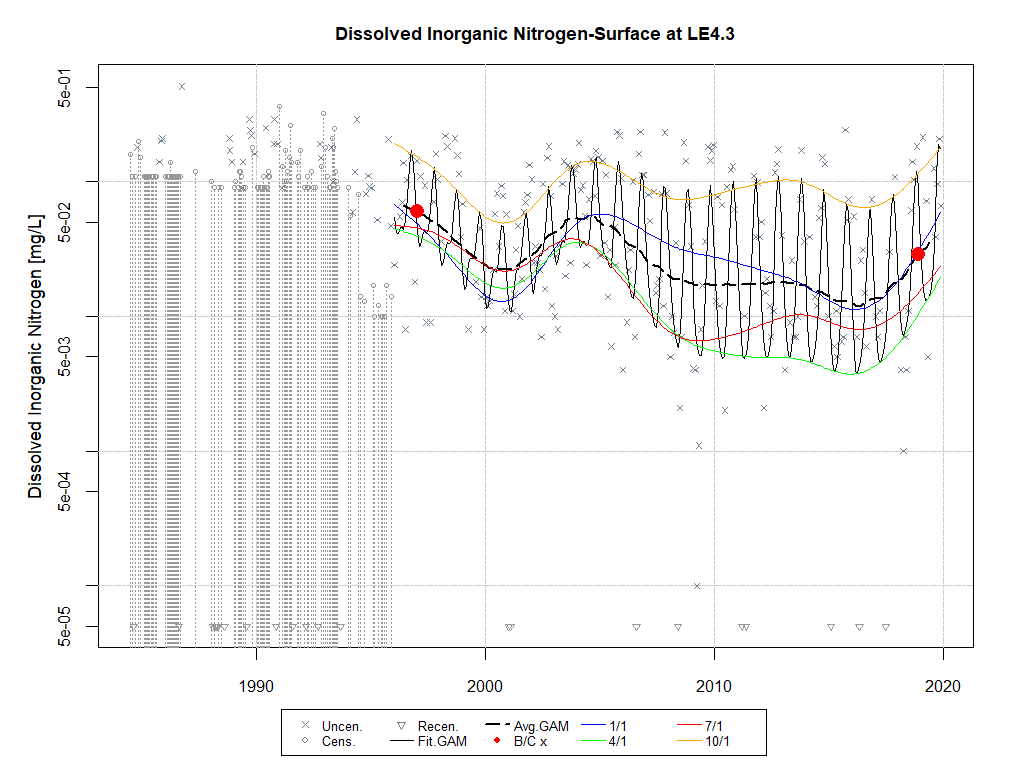 Dissolved Inorganic Nitrogen-Surface at LE4.3
Dissolved Inorganic Nitrogen [mg/L]
5e-01
5e-02
5e-03
5e-04
5e-05
1990 2000 2010 2020
Uncen. Recen. Avg.GAM 1/1 7/1
Cens. Fit.GAM B/C x 4/1 10/1